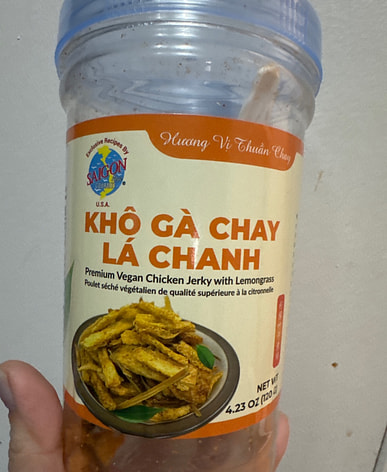 Exclusive Recipes By
SAIGON
U.S.A.
Hương Vị Thuần Chay
KHÔ GÀ CHAY
LÁ CHANH
Premium Vegan Chicken Jerky with Lemongrass
Poulet séché végétalien de qualité supérieure à la citronnelle
NET WT
4.23 OZ (120